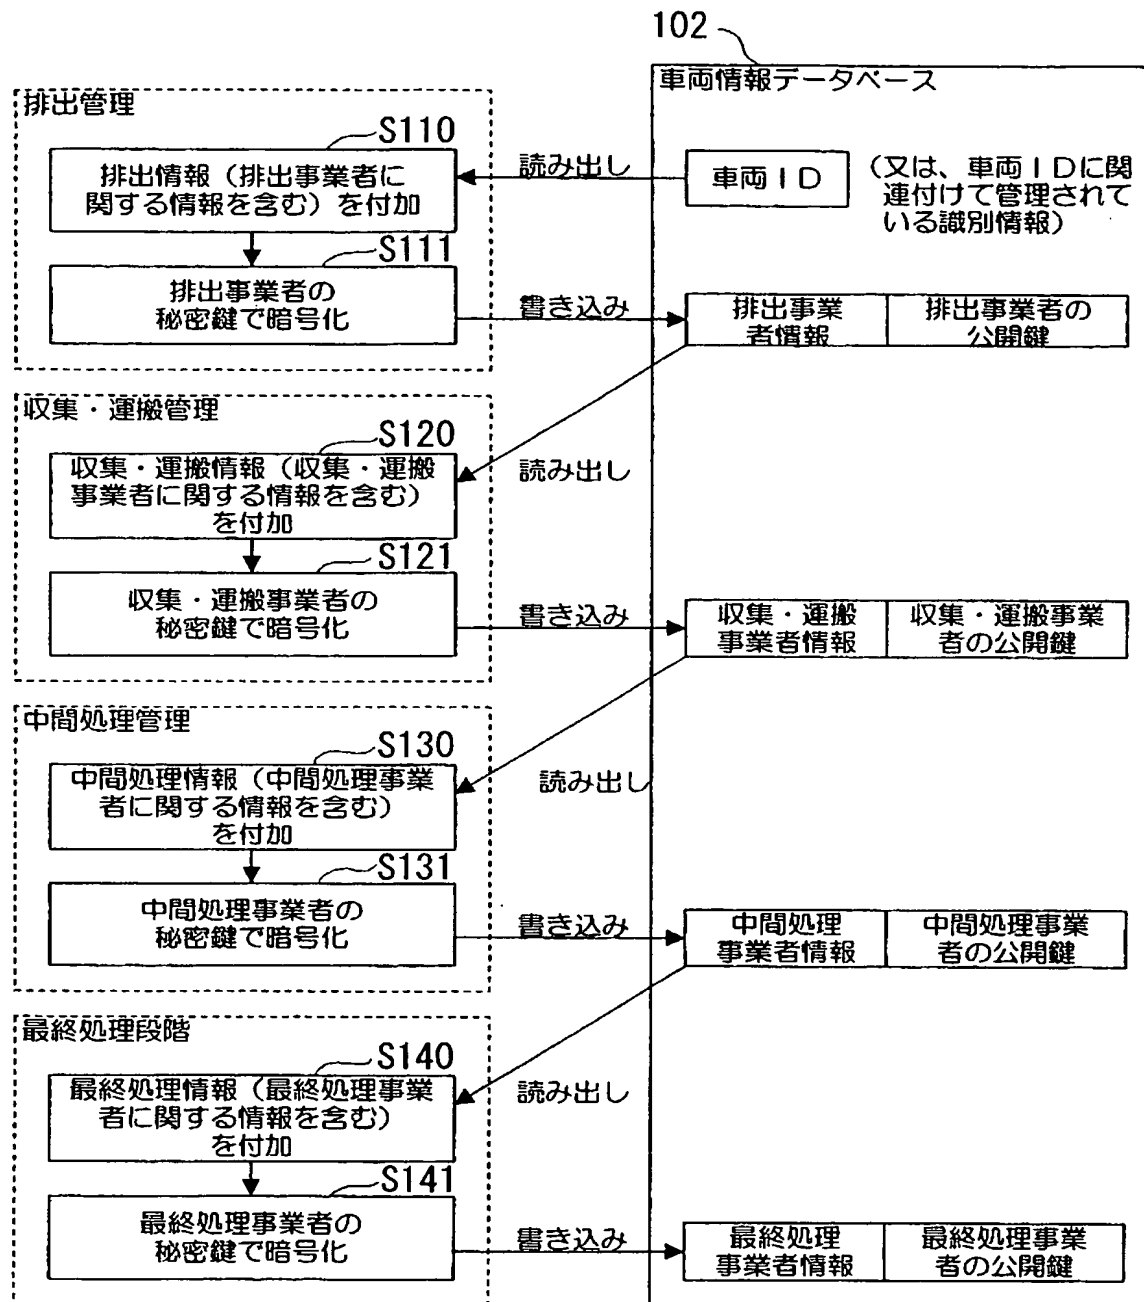 102
車両情報データベース
排出管理
S110
排出情報（排出事業者に
関する情報を含む）を付加
読み出し
車両ＩＤ
（又は、車両ＩＤに関
連付けて管理されて
いる識別情報）
S111
排出事業者の
秘密鍵で暗号化
書き込み
排出事業
者情報
排出事業者の
公開鍵
収集・運搬管理
S120
収集・運搬情報（収集・運搬
事業者に関する情報を含む）
を付加
読み出し
S121
収集・運搬事業者の
秘密鍵で暗号化
書き込み
収集・運搬
事業者情報
収集・運搬事業
者の公開鍵
中間処理管理
S130
中間処理情報（中間処理事業
者に関する情報を含む）
を付加
読み出し
S131
中間処理事業者の
秘密鍵で暗号化
書き込み
中間処理
事業者情報
中間処理事業
者の公開鍵
最終処理段階
S140
最終処理情報（最終処理事業
者に関する情報を含む）
を付加
読み出し
S141
最終処理事業者の
秘密鍵で暗号化
書き込み
最終処理
事業者情報
最終処理事業
者の公開鍵